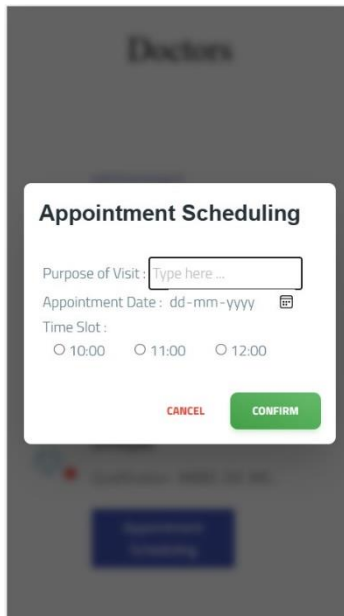 Doctors
Appointment Scheduling
Purpose of Visit : Type here ...
Appointment Date : dd-mm-yyyy
Time Slot :
10:00 11:00 12:00
CANCEL CONFIRM
Appointment
Scheduling